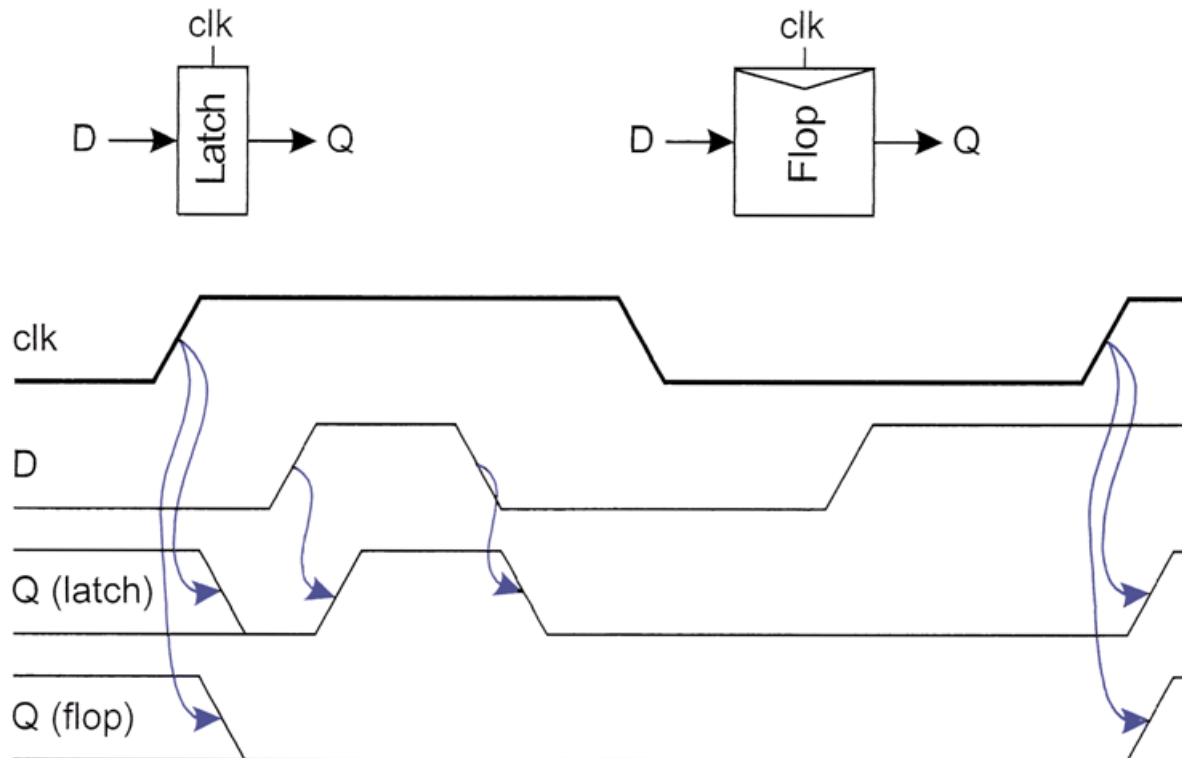 clk
clk
D
Latch
Q
D
Flop
Q
clk
D
Q (latch)
Q (flop)